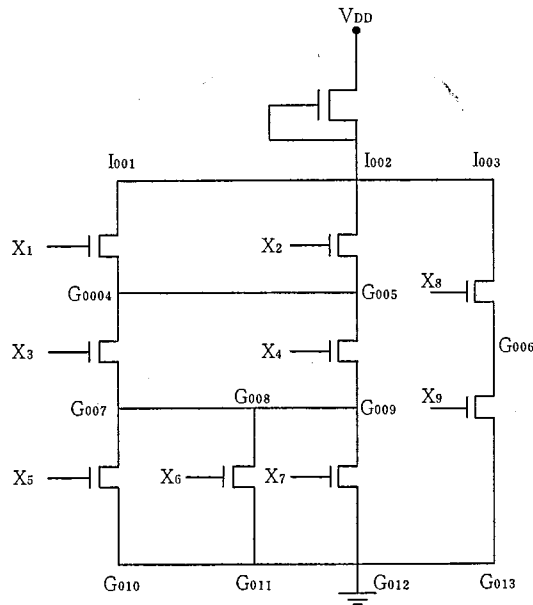 VDD
I001 I002 I003
X1 X2
X8
G0004 G005
G006
X3 X4
G007 G008 G009 X9
X5 X6 X7
G010 G011 G012 G013